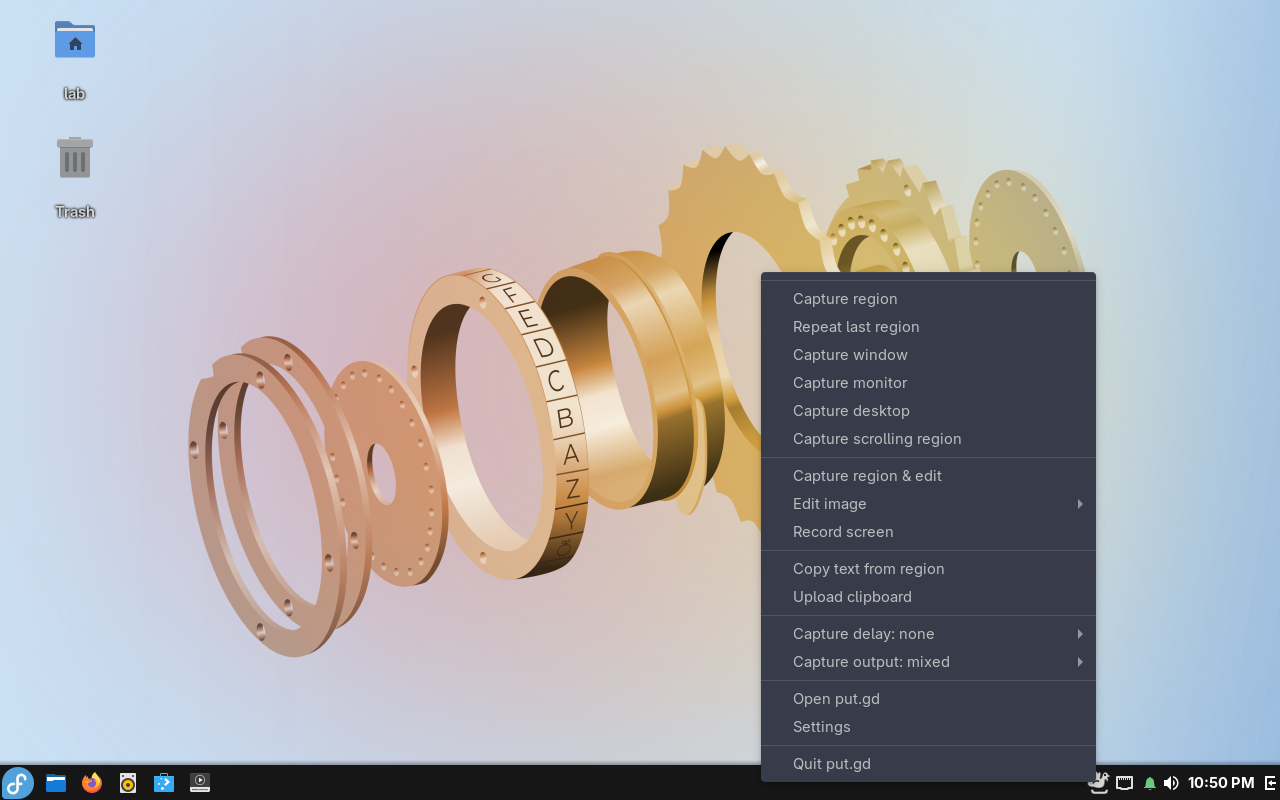 lab
Trash
G
F
E
D
C
B
A
Z
Y
Capture region
Repeat last region
Capture window
Capture monitor
Capture desktop
Capture scrolling region
Capture region & edit
Edit image
Record screen
Copy text from region
Upload clipboard
Capture delay: none
Capture output: mixed
Open put.gd
Settings
Quit put.gd
10:50 PM